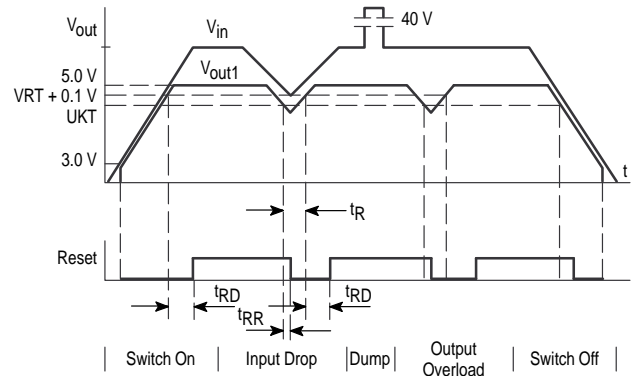 Vout
Vin
40 V
5.0 V
Vout1
VRT + 0.1 V
UKT
3.0 V
t
tR
Reset
tRD
tRD
tRR
Switch On
Input Drop
Dump
Output
Overload
Switch Off